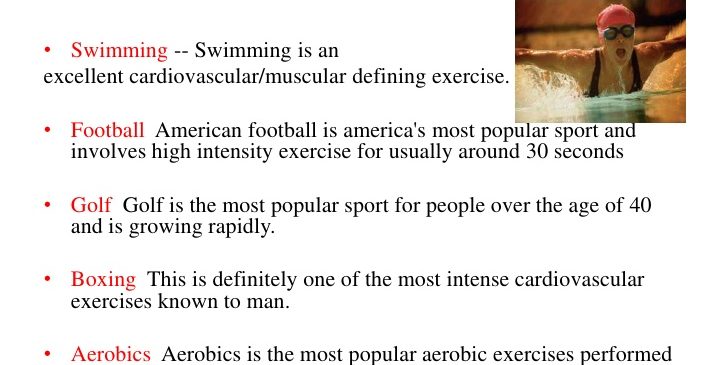 • Swimming -- Swimming is an
excellent cardiovascular/muscular defining exercise.
• Football American football is america's most popular sport and
involves high intensity exercise for usually around 30 seconds
• Golf Golf is the most popular sport for people over the age of 40
and is growing rapidly.
• Boxing This is definitely one of the most intense cardiovascular
exercises known to man.
• Aerobics Aerobics is the most popular aerobic exercises performed